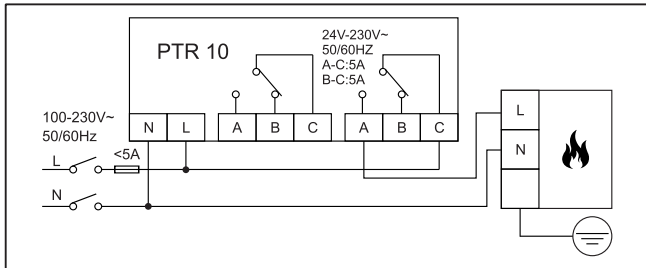 PTR 10
24V-230V~
50/60HZ
A-C:5A
B-C:5A
100-230V~
50/60Hz
N L A B C A B C
L
N
L <5A
N